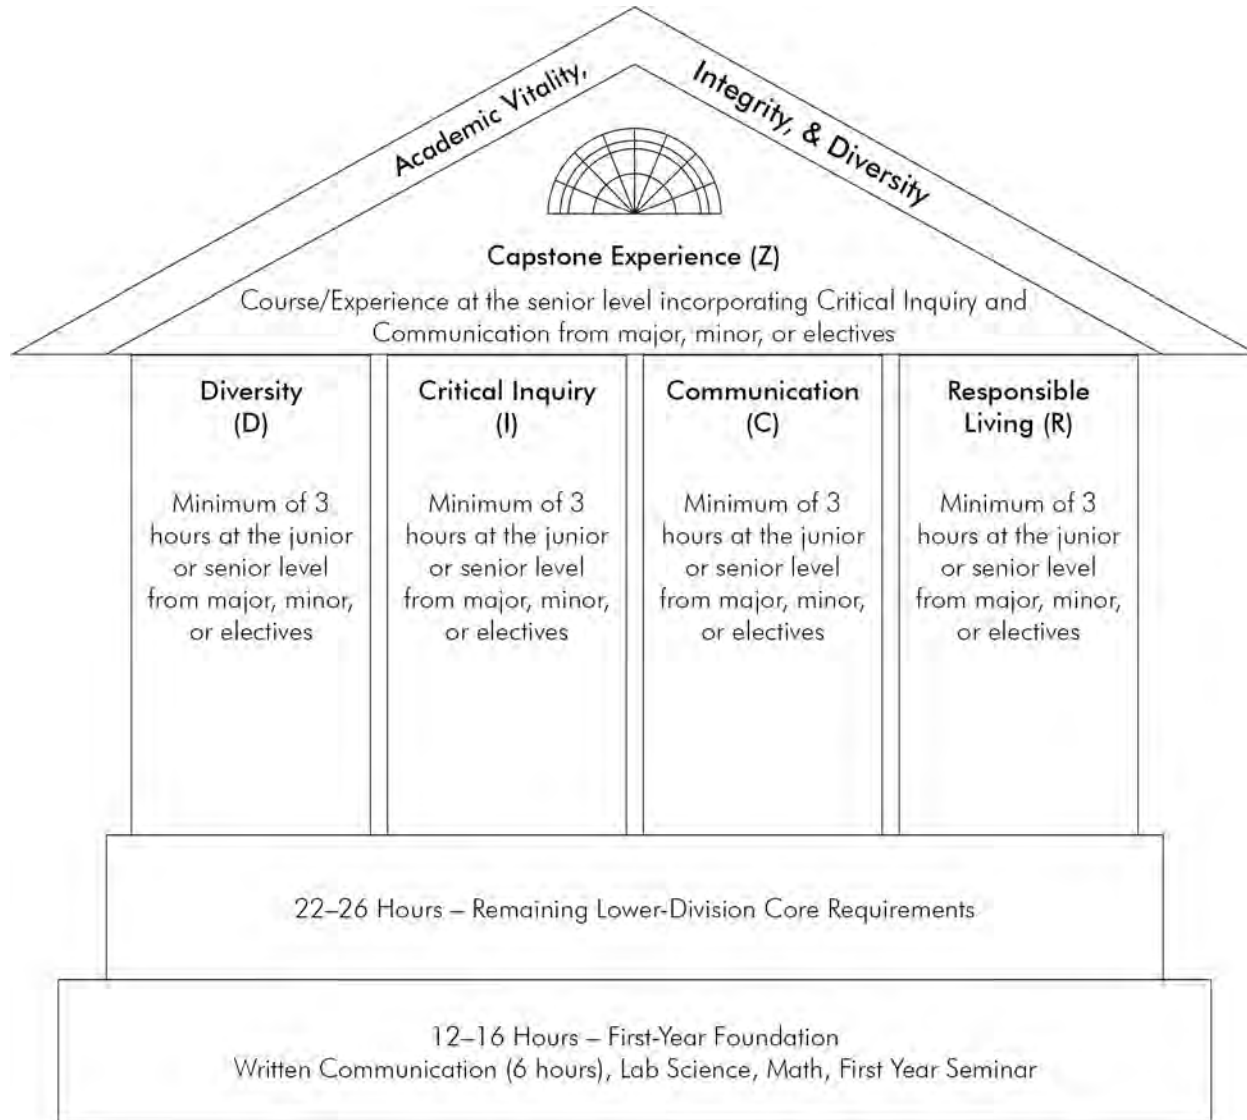 Academic Vitality,
Integrity, & Diversity
Capstone Experience (Z)
Course/Experience at the senior level incorporating Critical Inquiry and
Communication from major, minor, or electives
Diversity
(D)
Minimum of 3
hours at the junior
or senior level
from major, minor,
or electives
Critical Inquiry
(I)
Minimum of 3
hours at the junior
or senior level
from major, minor,
or electives
Communication
(C)
Minimum of 3
hours at the junior
or senior level
from major, minor,
or electives
Responsible
Living (R)
Minimum of 3
hours at the junior
or senior level
from major, minor,
or electives
22–26 Hours – Remaining Lower-Division Core Requirements
12–16 Hours – First-Year Foundation
Written Communication (6 hours), Lab Science, Math, First Year Seminar